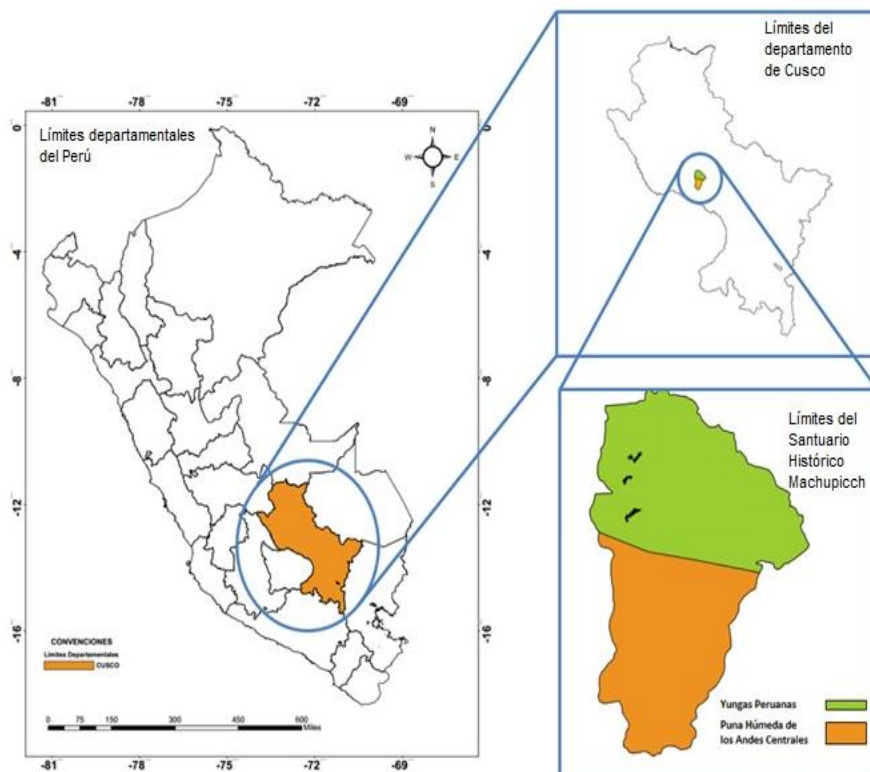 Límites del
departamento
de Cusco
-81 -78 -75 -72 -69
Límites departamentales
del Perú
N
W E
S
0
-4
-8
-12
-16
0
-4
-8
-12
-16
CONVENCIONES
Límites Departamentales
CUSCO
0 75 150 300 450 600
Miles
-81 -78 -75 -72 -69
Límites del
Santuario
Histórico
Machupicch
Yungas Peruanas
Puna Húmeda de
los Andes Centrales